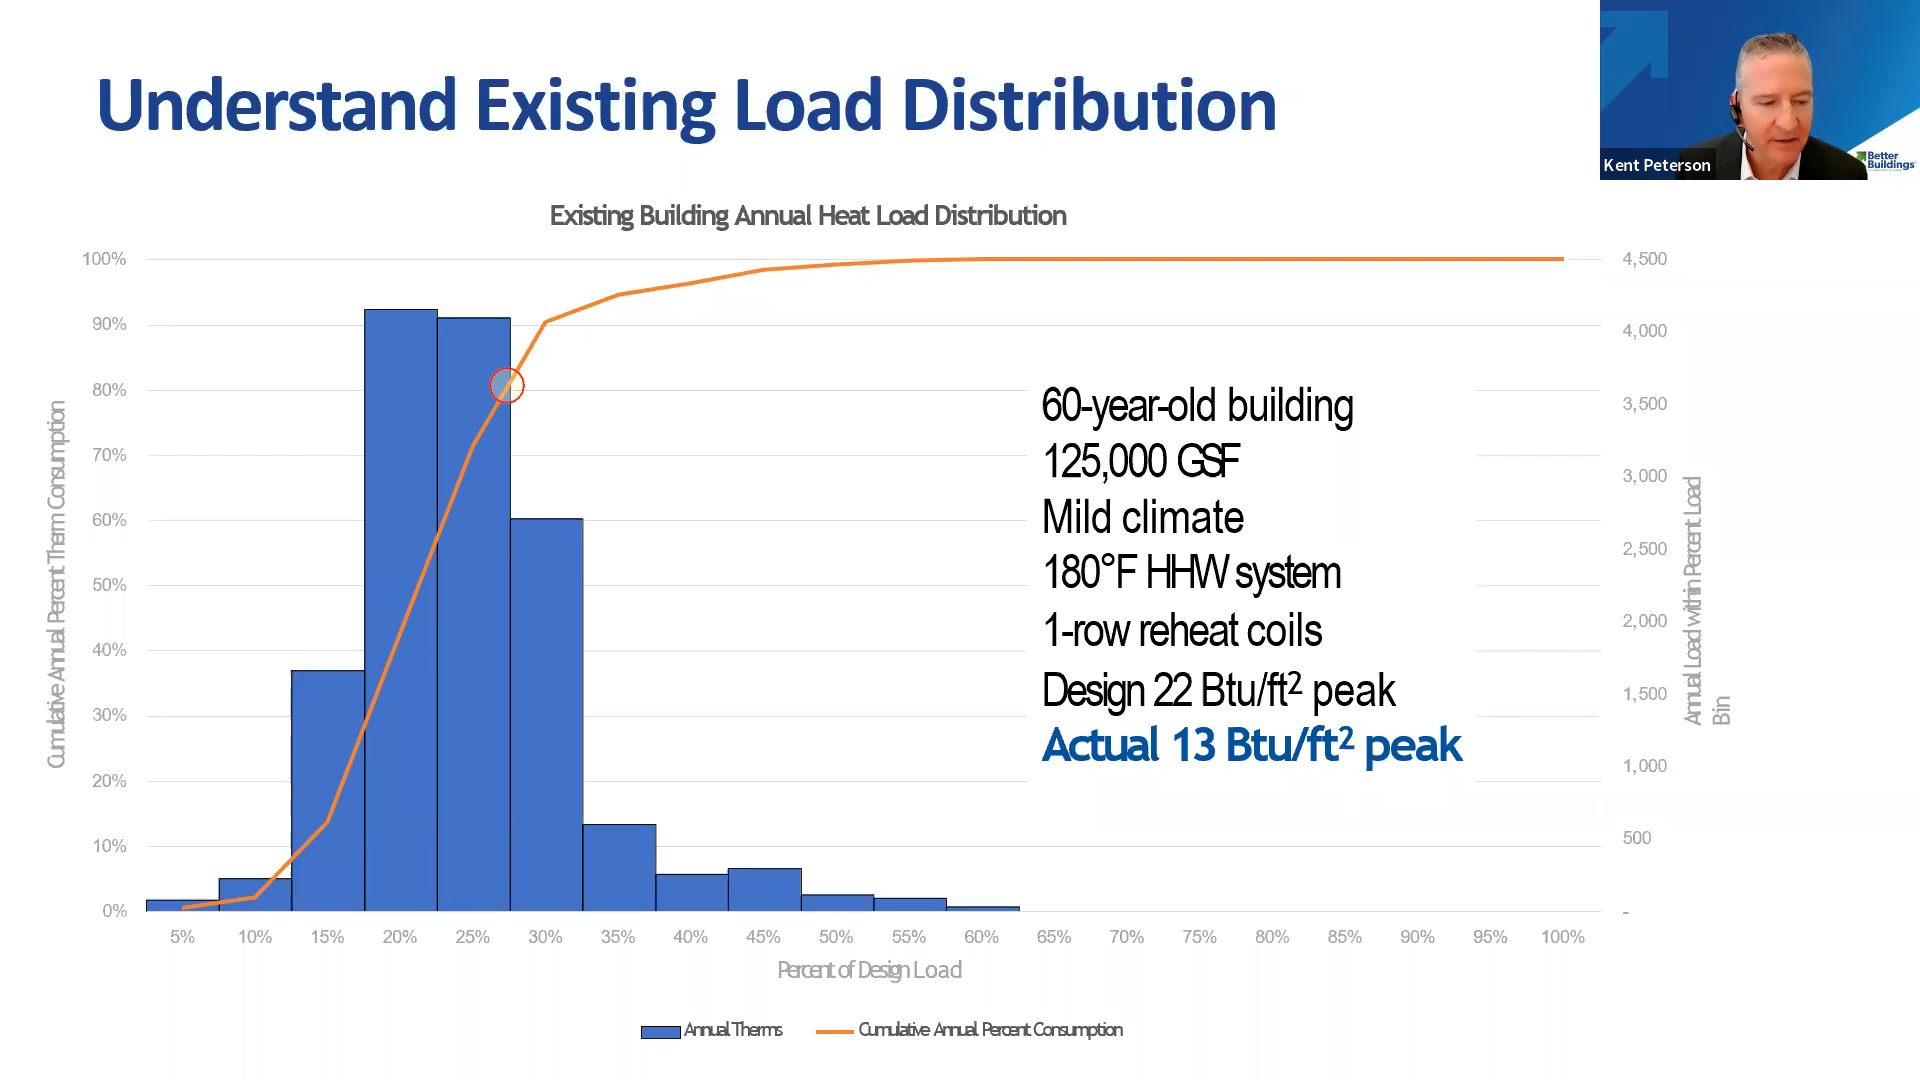 Understand Existing Load Distribution
Kent Peterson
Better
Buildings
Existing Building Annual Heat Load Distribution
100%
90%
80%
70%
60%
50%
40%
30%
20%
10%
0%
Cumulative Annual Percent Therm Consumption
60-year-old building
125,000 GSF
Mild climate
180°F HHW system
1-row reheat coils
Design 22 Btu/ft² peak
Actual 13 Btu/ft² peak
4,500
4,000
3,500
3,000
2,500
2,000
1,500
1,000
500
-
Annual Load within Percent Load
Bin
5% 10% 15% 20% 25% 30% 35% 40% 45% 50% 55% 60% 65% 70% 75% 80% 85% 90% 95% 100%
Percent of Design Load
Annual Therms Cumulative Annual Percent Consumption